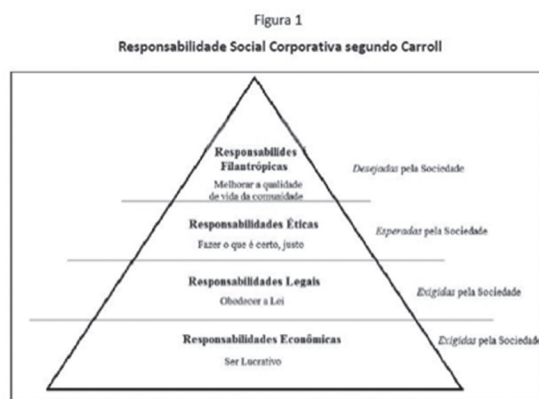 Figura 1
Responsabilidade Social Corporativa segundo Carroll
Responsabilides
Filantrópicas
Melhorar a qualidade
de vida da comunidade
Desejadas pela Sociedade
Responsabilidades Éticas
Fazer o que é certo, justo
Esperadas pela Sociedade
Responsabilidades Legais
Obedecer a Lei
Exigidas pela Sociedade
Responsabilidades Econômicas
Ser Lucrativo
Exigidas pela Sociedade